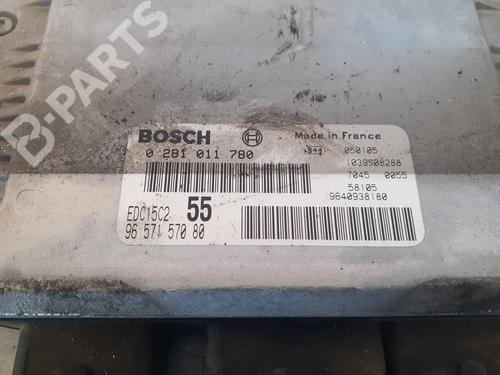 B-PARTS
BOSCH
Made in France
0 281 011 780
050105
1039S08288
7045 0055
58105
EDC15C2 55
9640938180
96 571 570 80